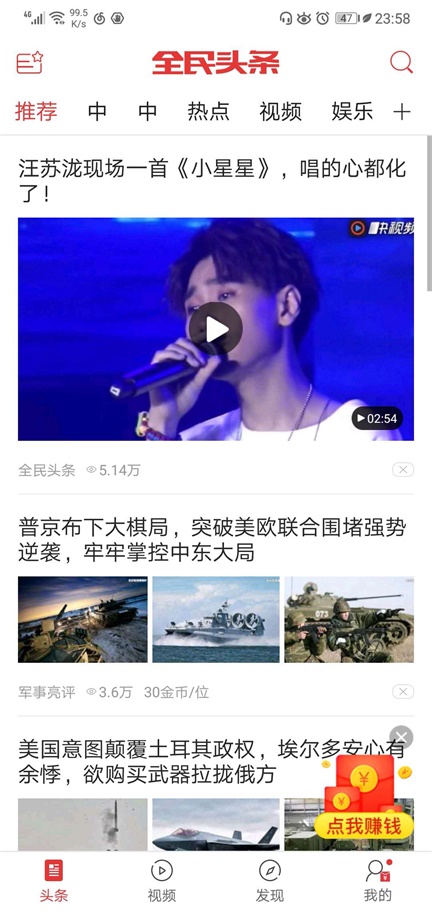 4G 99.5 K/s 47 23:58
全民头条
推荐 中 中 热点 视频 娱乐
汪苏泷现场一首《小星星》，唱的心都化
了！
快视频
02:54
全民头条 5.14万
普京布下大棋局，突破美欧联合围堵强势
逆袭，牢牢掌控中东大局
073
军事亮评 3.6万 30金币/位
美国意图颠覆土耳其政权，埃尔多安心有
余悸，欲购买武器拉拢俄方
点我赚钱
头条 视频 发现 我的